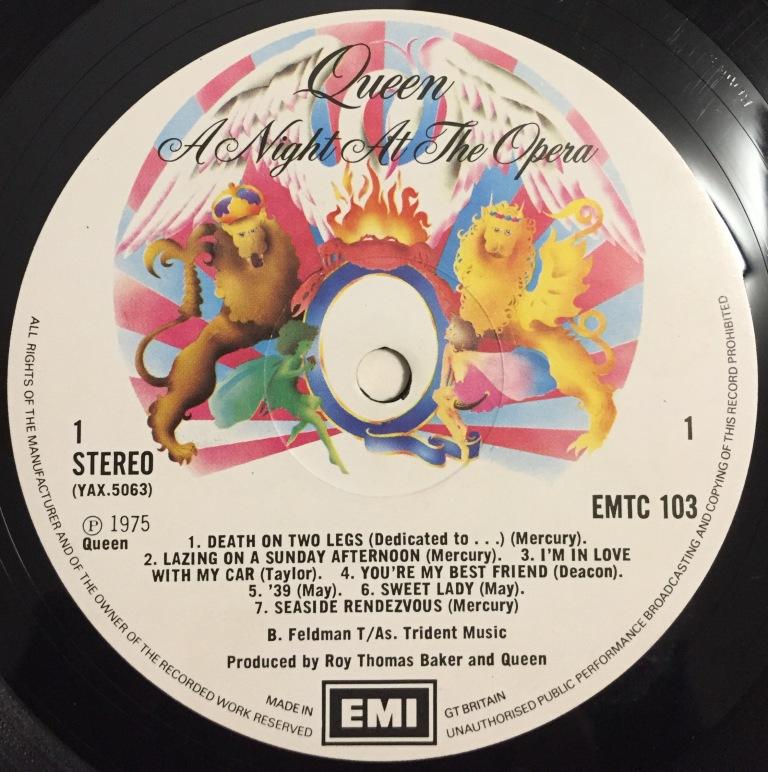 Queen
A Night At The Opera
1
STEREO
(YAX.5063)
℗ 1975
Queen
1
EMTC 103
1. DEATH ON TWO LEGS (Dedicated to . . .) (Mercury).
2. LAZING ON A SUNDAY AFTERNOON (Mercury). 3. I'M IN LOVE
WITH MY CAR (Taylor). 4. YOU'RE MY BEST FRIEND (Deacon).
5. '39 (May). 6. SWEET LADY (May).
7. SEASIDE RENDEZVOUS (Mercury)
B. Feldman T/As. Trident Music
Produced by Roy Thomas Baker and Queen
MADE IN
EMI
GT BRITAIN
ALL RIGHTS OF THE MANUFACTURER AND OF THE OWNER OF THE RECORDED WORK RESERVED
UNAUTHORISED PUBLIC PERFORMANCE BROADCASTING AND COPYING OF THIS RECORD PROHIBITED